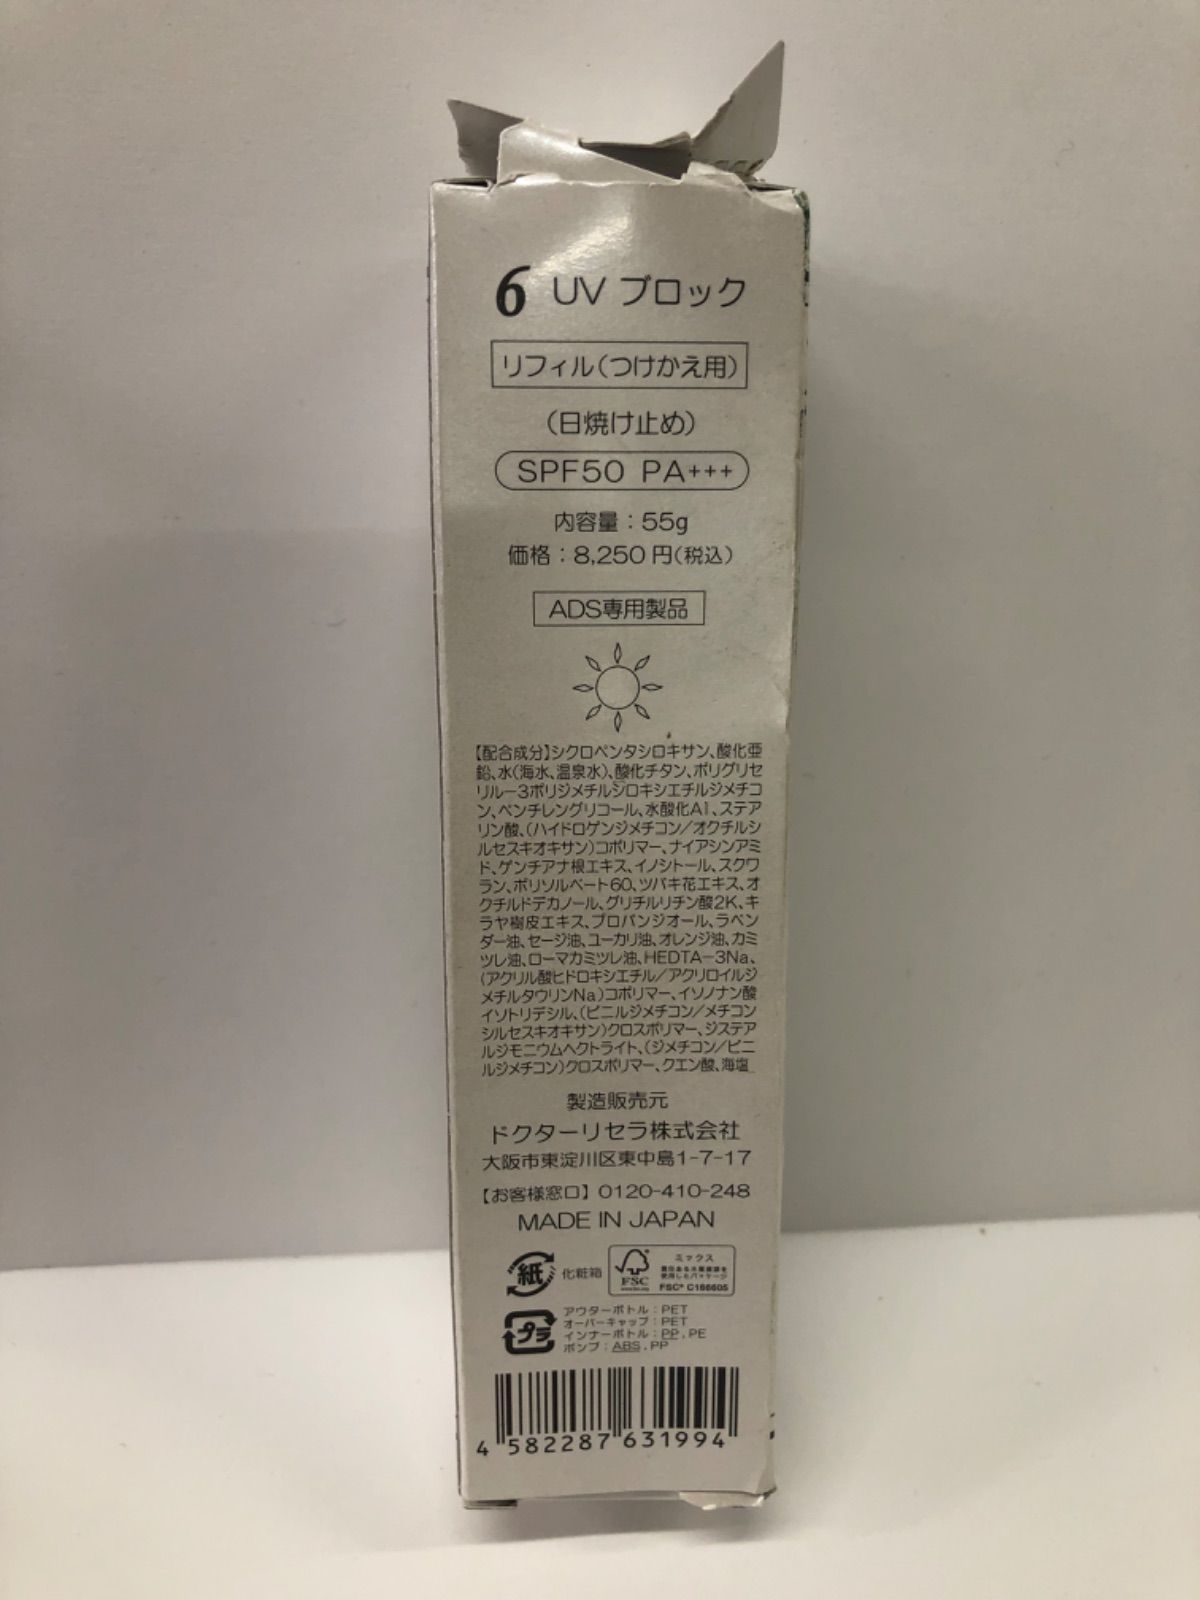 6 UV ブロック
リフィル(つけかえ用)
(日焼け止め)
SPF50 PA+++
内容量:55g
価格:8,250円(税込)
ADS専用製品
【配合成分】シクロペンタシロキサン、酸化亜
鉛、水(海水、温泉水)、酸化チタン、ポリグリセ
リル-3ポリジメチルシロキシエチルジメチコ
ン、ペンチレングリコール、水酸化Al、ステア
リン酸、(ハイドロゲンジメチコン/オクチルシ
ルセスキオキサン)コポリマー、ナイアシンアミ
ド、ゲンチアナ根エキス、イノシトール、スクワ
ラン、ポリソルベート60、ツバキ花エキス、オ
クチルドデカノール、グリチルリチン酸2K、キ
ラヤ樹皮エキス、プロパンジオール、ラベン
ダー油、セージ油、ユーカリ油、オレンジ油、カミ
ツレ油、ローマカミツレ油、HEDTA-3Na、
(アクリル酸ヒドロキシエチル/アクリロイルジ
メチルタウリンNa)コポリマー、イソノナン酸
イソトリデシル、(ビニルジメチコン/メチコン
シルセスキオキサン)クロスポリマー、ジステア
ルジモニウムヘクトライト、(ジメチコン/ビニ
ルジメチコン)クロスポリマー、クエン酸、海塩
製造販売元
ドクターリセラ株式会社
大阪市東淀川区東中島1-7-17
【お客様窓口】0120-410-248
MADE IN JAPAN
紙 化粧箱
FSC
ミックス
責任ある木質資源を
使用したパッケージ
FSC® C166605
プラ
アウターボトル:PET
オーバーキャップ:PET
インナーボトル:PP,PE
ポンプ:ABS,PP
4 582287 631994